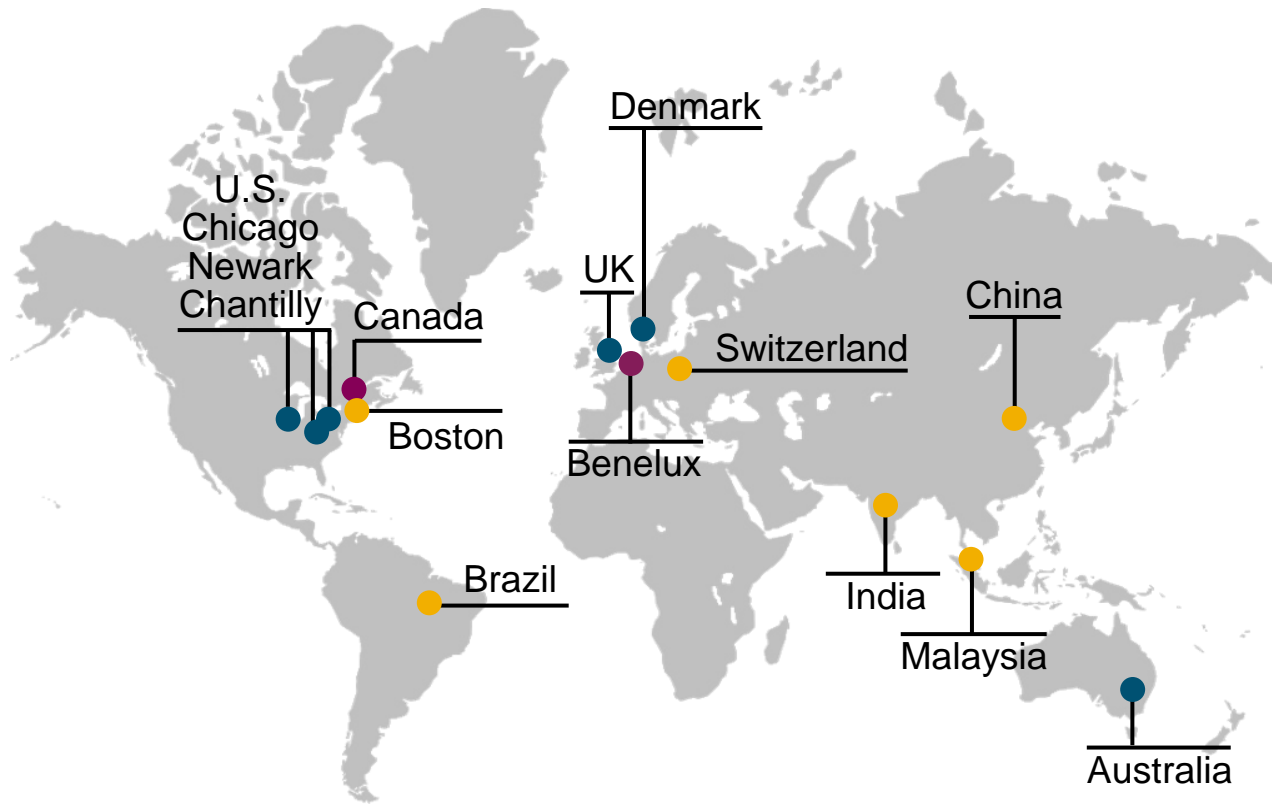 Denmark
U.S.
Chicago
Newark
Chantilly
UK
China
Canada
Switzerland
Boston
Benelux
Brazil
India
Malaysia
Australia